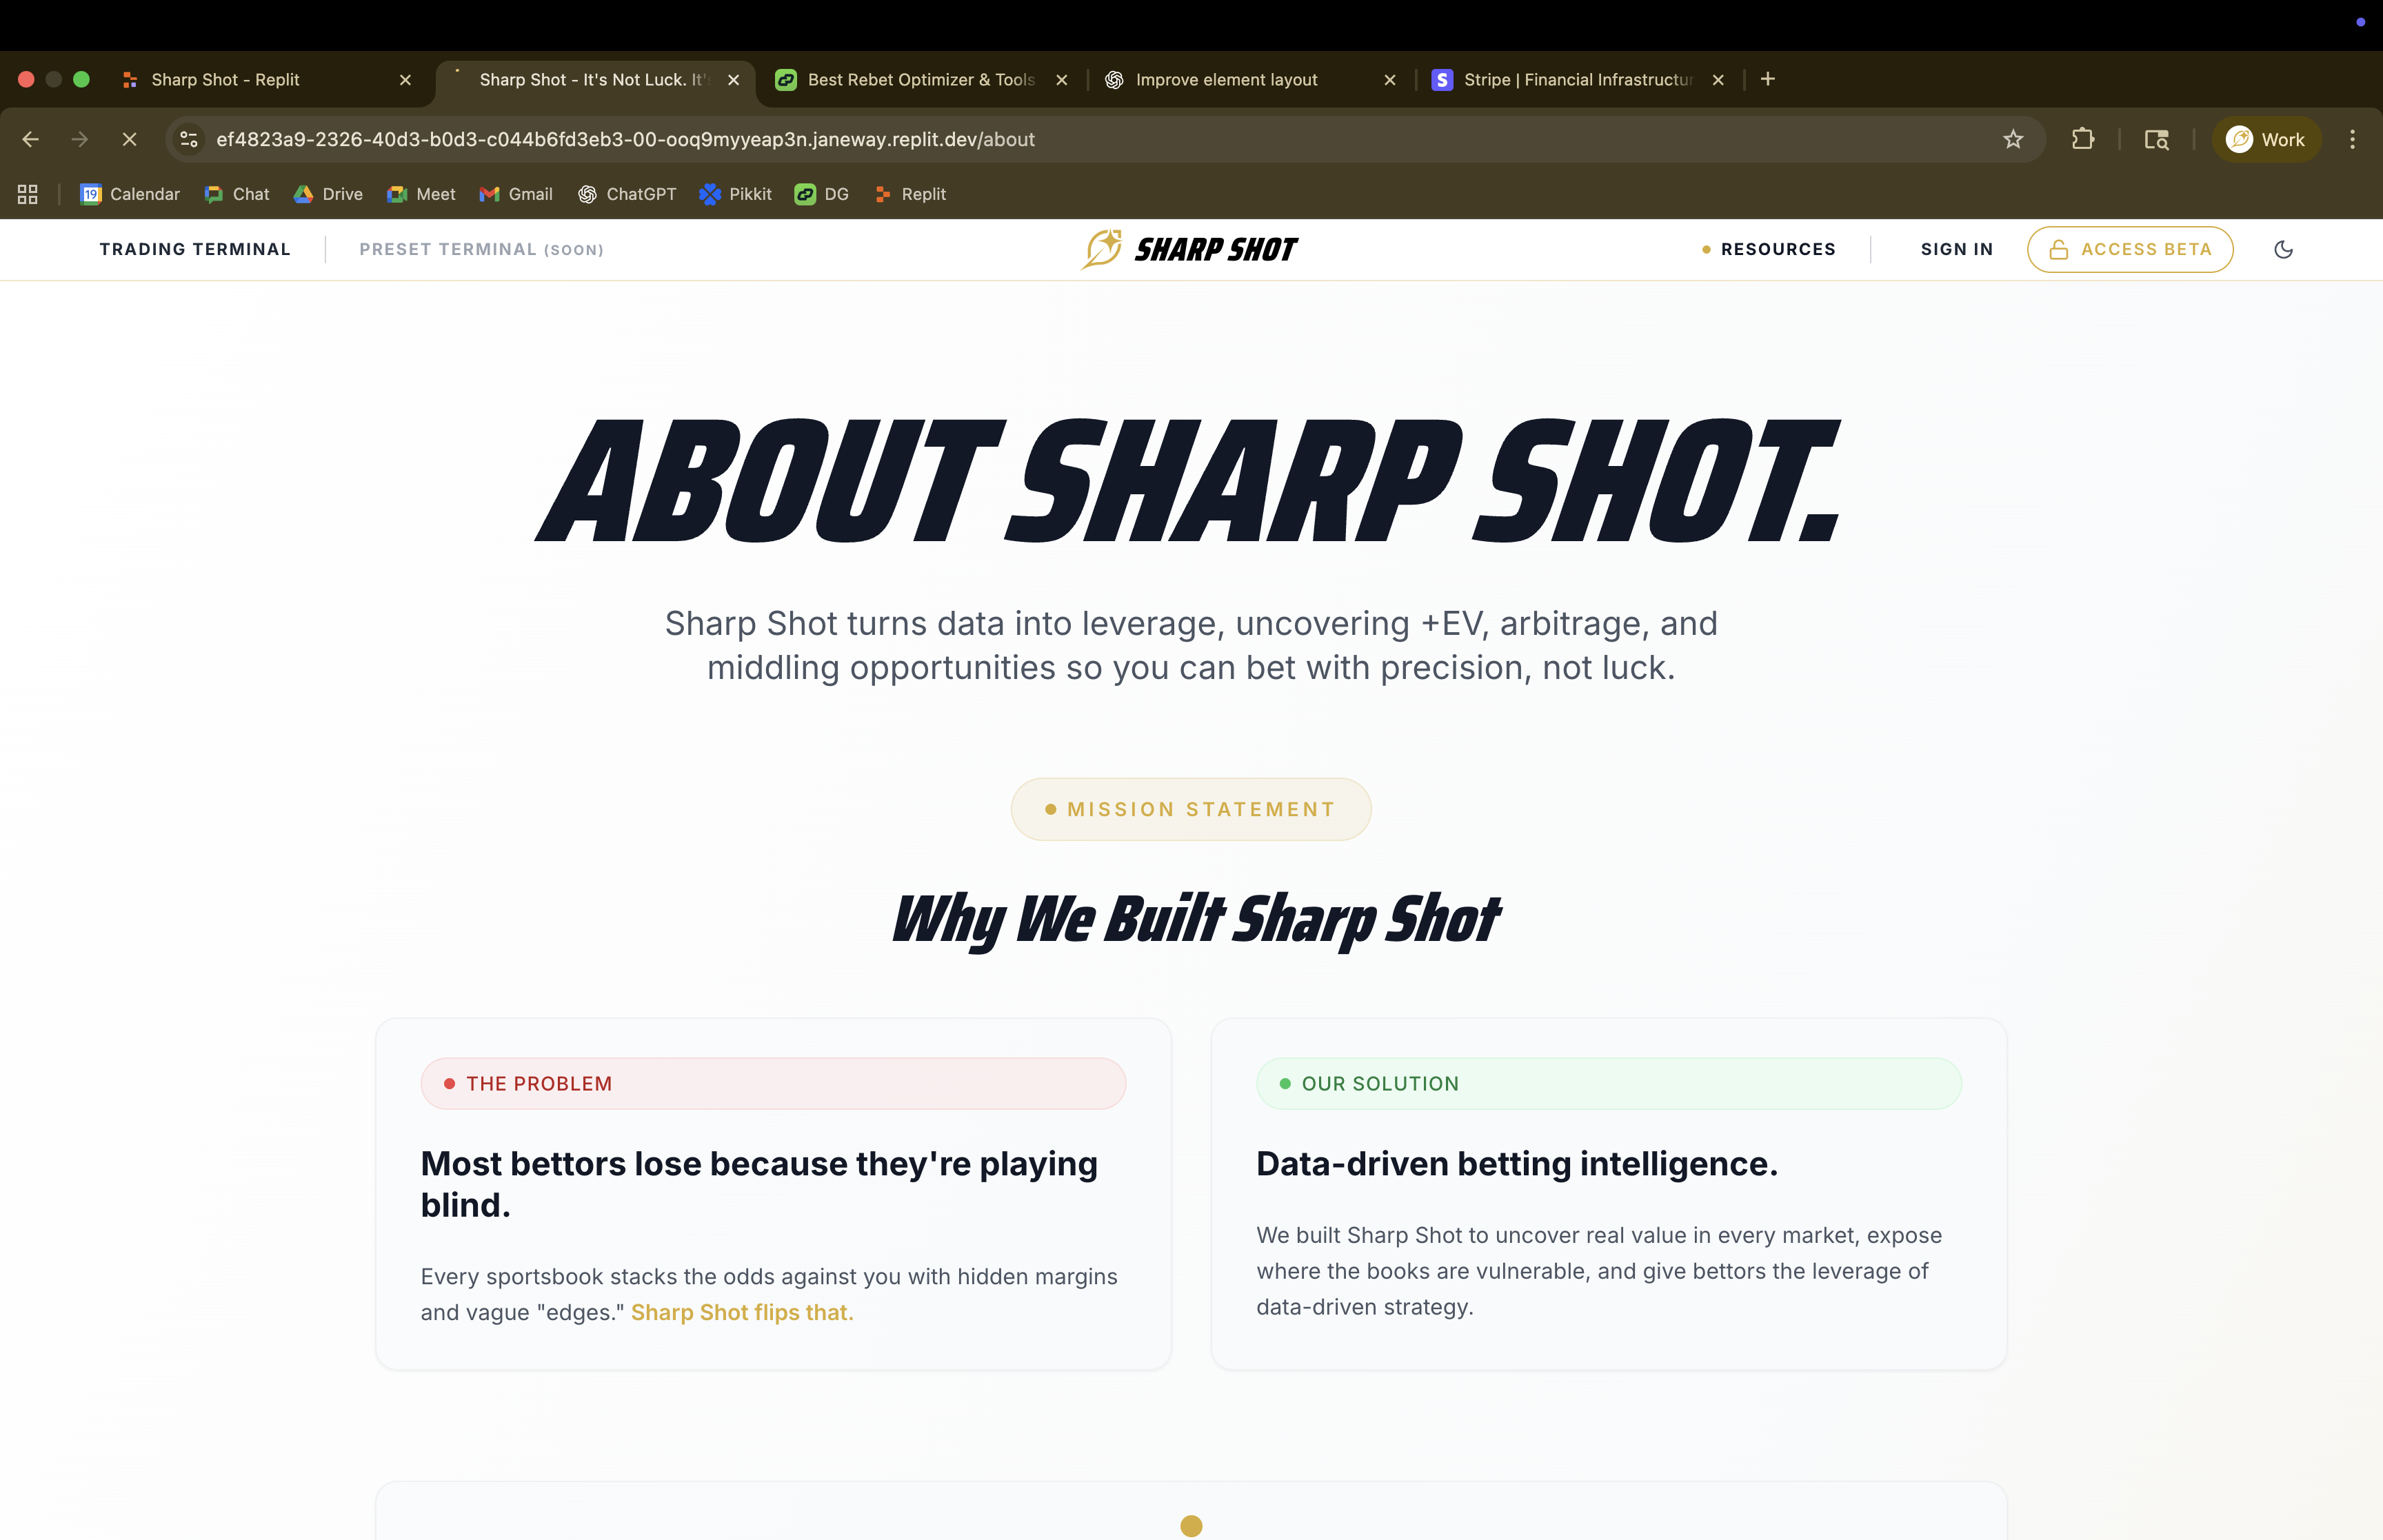 Sharp Shot - Replit
Sharp Shot - It's Not Luck. It's
Best Rebet Optimizer & Tools
Improve element layout
Stripe | Financial Infrastructur
ef4823a9-2326-40d3-b0d3-c044b6fd3eb3-00-ooq9myyeap3n.janeway.replit.dev/about
Work
19
Calendar
Chat
Drive
Meet
Gmail
ChatGPT
Pikkit
DG
Replit
TRADING TERMINAL
PRESET TERMINAL (SOON)
SHARP SHOT
RESOURCES
SIGN IN
ACCESS BETA
ABOUT SHARP SHOT.
Sharp Shot turns data into leverage, uncovering +EV, arbitrage, and
middling opportunities so you can bet with precision, not luck.
MISSION STATEMENT
Why We Built Sharp Shot
THE PROBLEM
Most bettors lose because they're playing
blind.
Every sportsbook stacks the odds against you with hidden margins
and vague "edges." Sharp Shot flips that.
OUR SOLUTION
Data-driven betting intelligence.
We built Sharp Shot to uncover real value in every market, expose
where the books are vulnerable, and give bettors the leverage of
data-driven strategy.